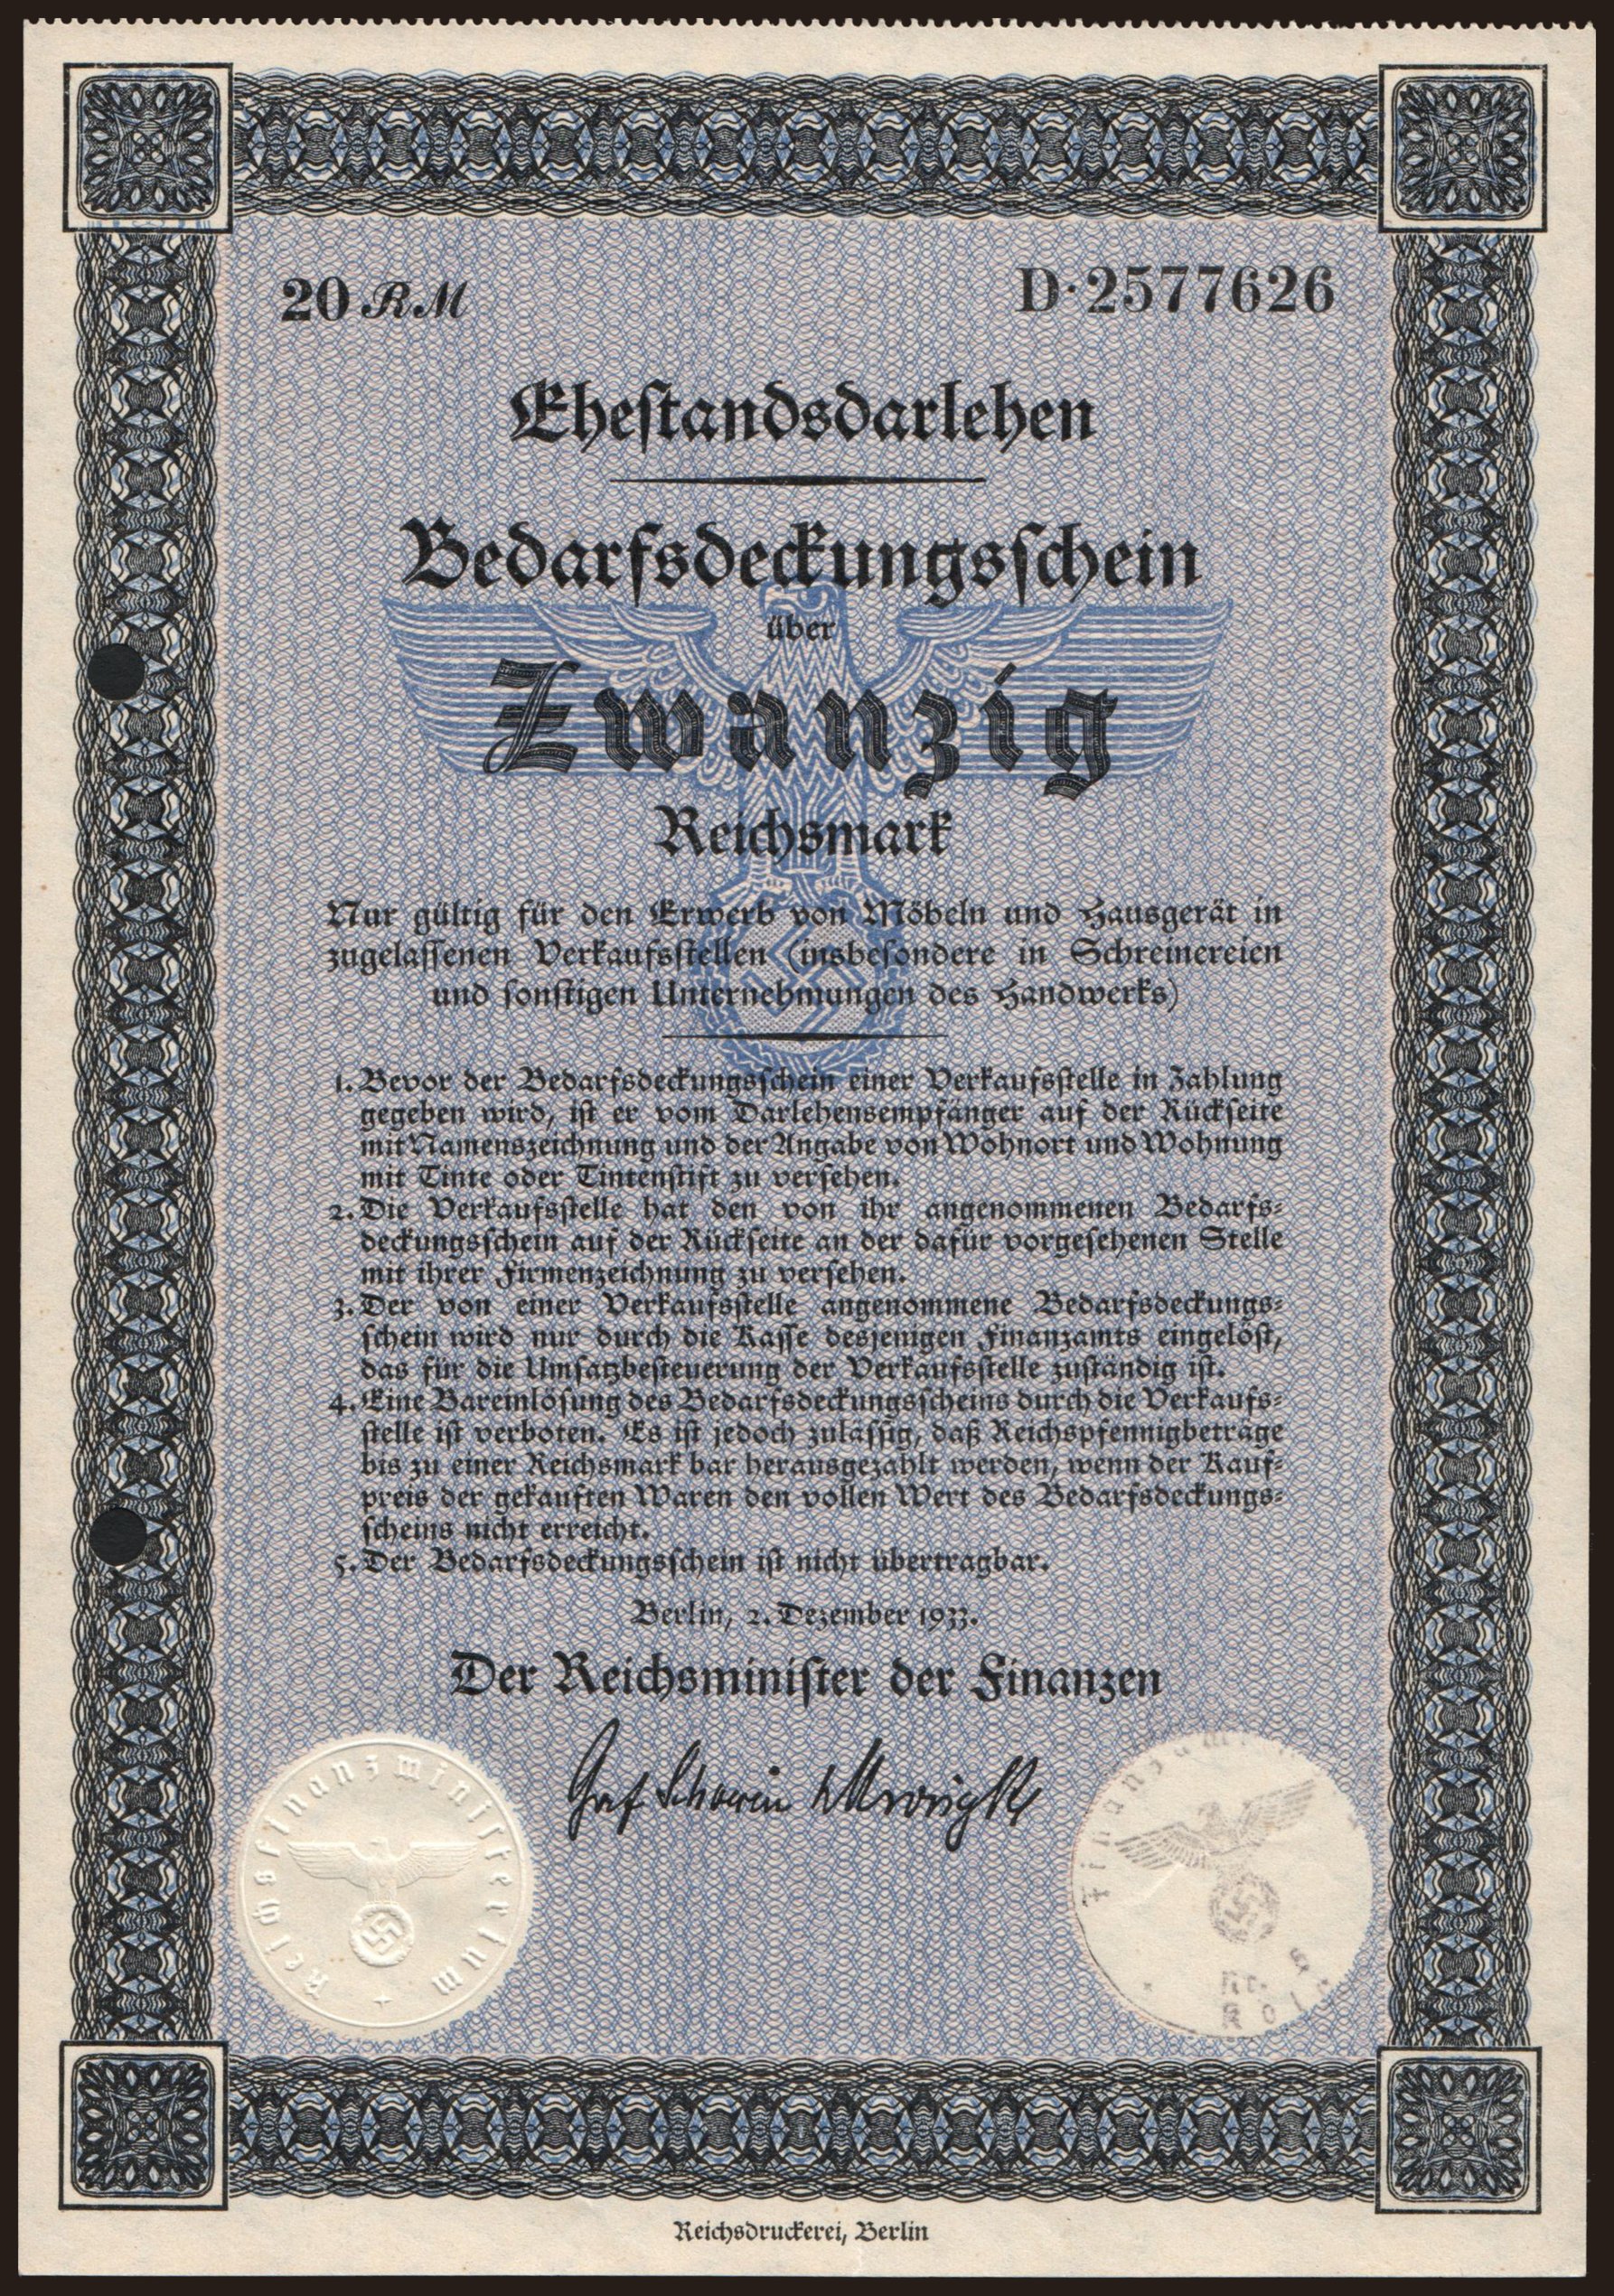 20 RM
D·2577626
Eheſtandsdarlehen
Bedarfsdeckungsſchein
über
Zwanzig
Reichsmark
Nur gültig für den Erwerb von Möbeln und Hausgerät in
zugelaſſenen Verkaufsſtellen (insbeſondere in Schreinereien
und ſonſtigen Unternehmungen des Handwerks)
1. Bevor der Bedarfsdeckungsſchein einer Verkaufsſtelle in Zahlung
gegeben wird, iſt er vom Darlehensempfänger auf der Rückſeite
mit Namenszeichnung und der Angabe von Wohnort und Wohnung
mit Tinte oder Tintenſtift zu verſehen.
2. Die Verkaufsſtelle hat den von ihr angenommenen Bedarfs-
deckungsſchein auf der Rückſeite an der dafür vorgeſehenen Stelle
mit ihrer Firmenzeichnung zu verſehen.
3. Der von einer Verkaufsſtelle angenommene Bedarfsdeckungs-
ſchein wird nur durch die Kaſſe desjenigen Finanzamts eingelöſt,
das für die Umſatzbeſteuerung der Verkaufsſtelle zuſtändig iſt.
4. Eine Bareinlöſung des Bedarfsdeckungsſcheins durch die Verkaufs-
ſtelle iſt verboten. Es iſt jedoch zuläſſig, daß Reichspfennigbeträge
bis zu einer Reichsmark bar herausgezahlt werden, wenn der Kauf-
preis der gekauften Waren den vollen Wert des Bedarfsdeckungs-
ſcheins nicht erreicht.
5. Der Bedarfsdeckungsſchein iſt nicht übertragbar.
Berlin, 2. Dezember 1933.
Der Reichsminiſter der Finanzen
Graf Schwerin v Krosigk
Reichsfinanzminiſterium
Nr.
Reichsdruckerei, Berlin